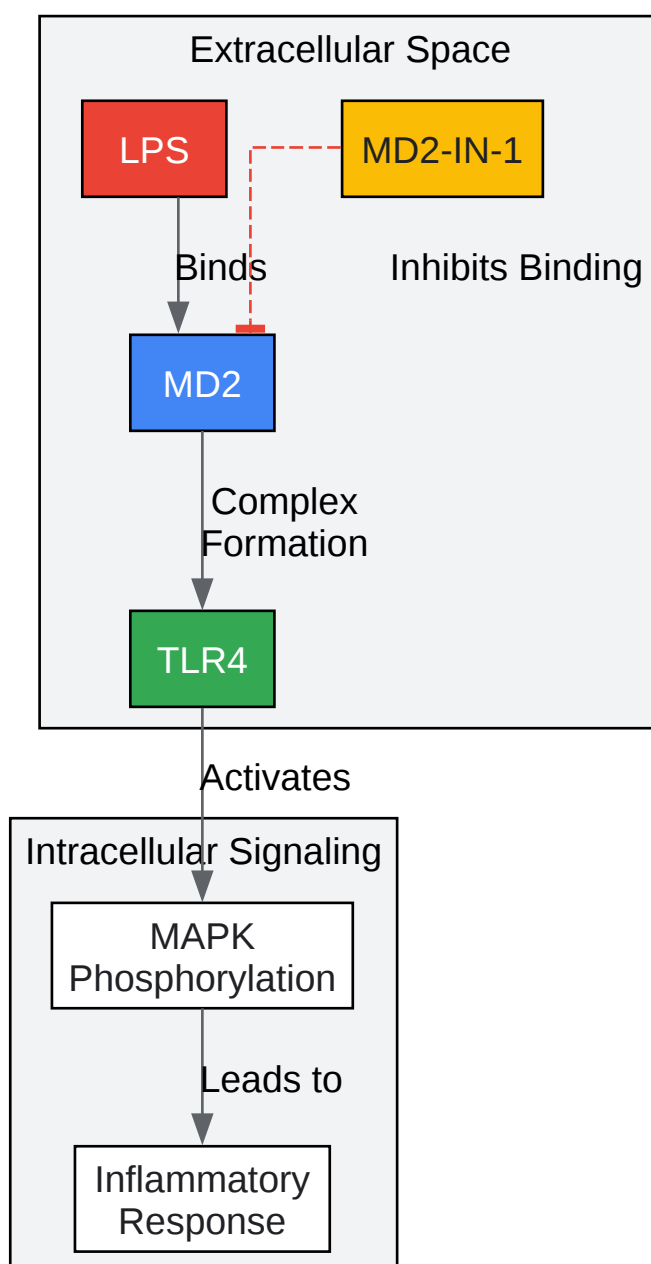 Extracellular Space
LPS
MD2-IN-1
Binds
Inhibits Binding
MD2
Complex
Formation
TLR4
Activates
Intracellular Signaling
MAPK
Phosphorylation
Leads to
Inflammatory
Response